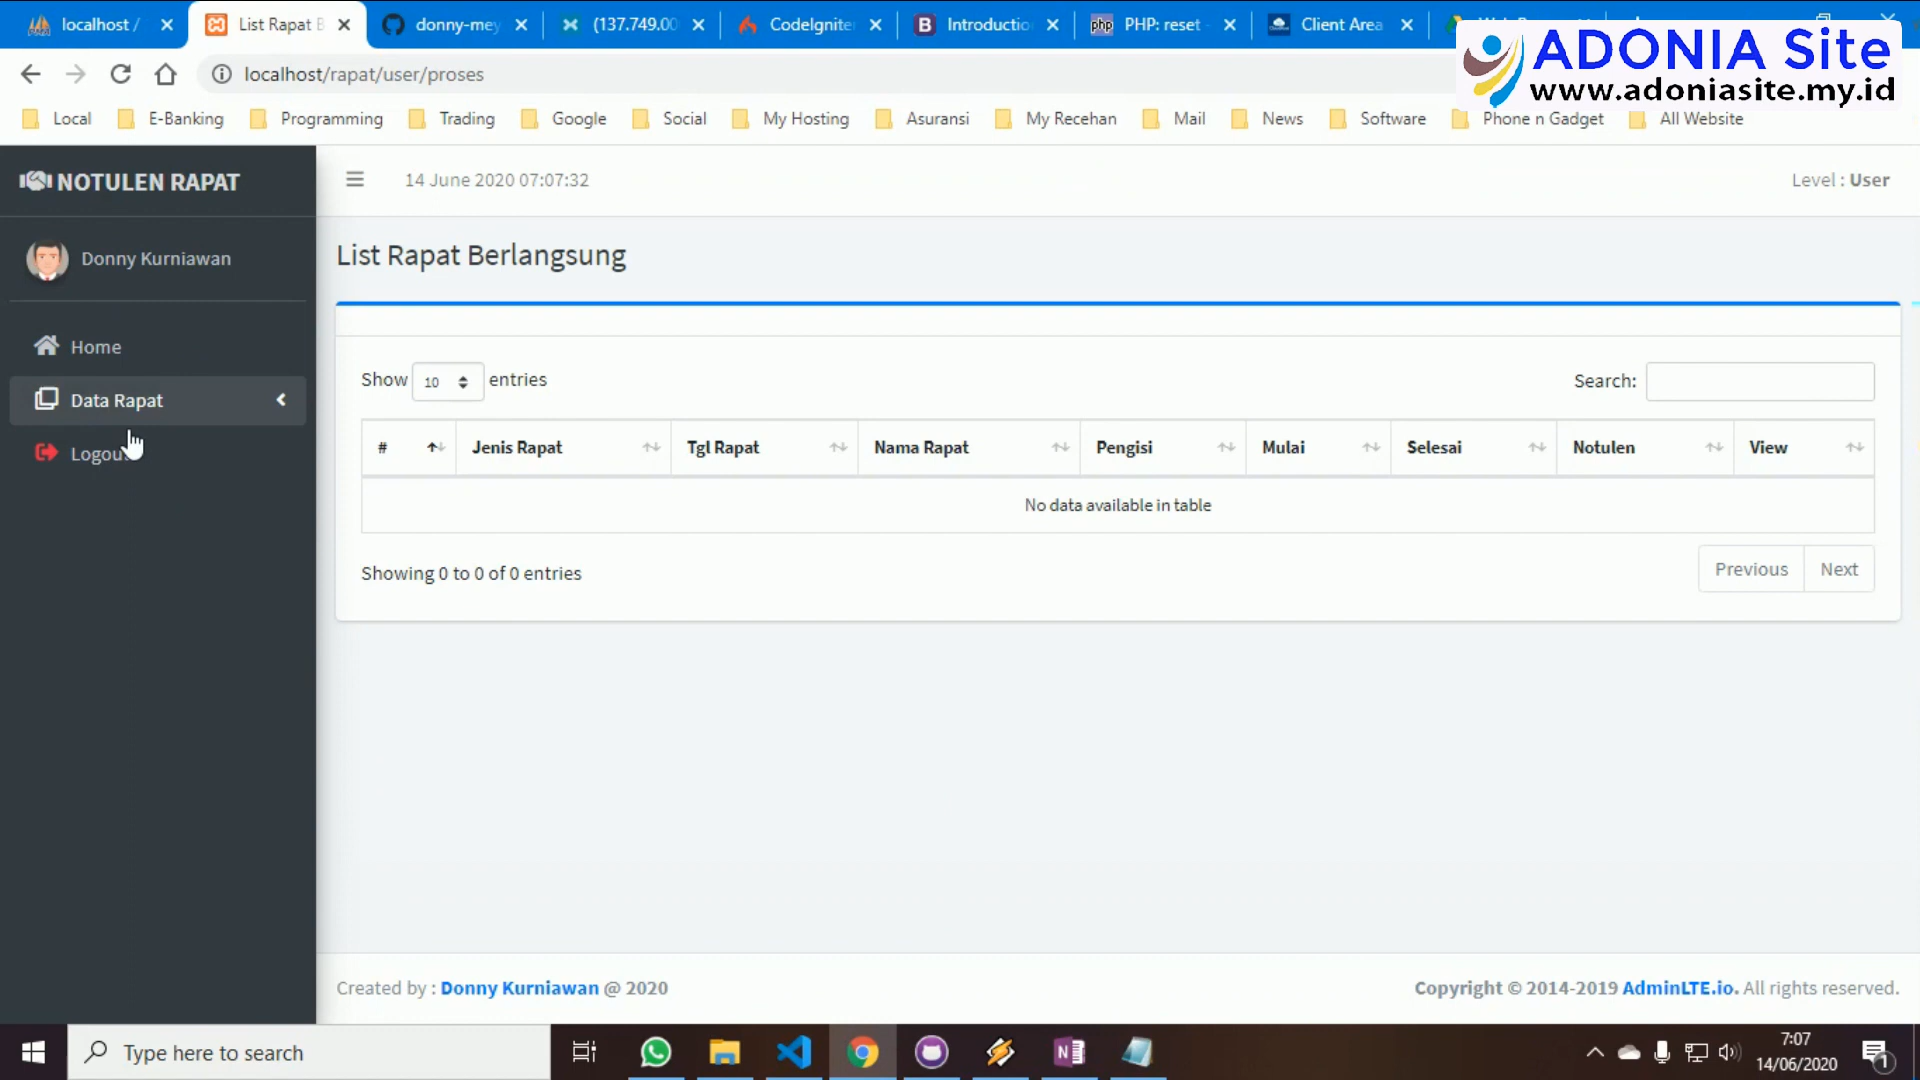 localhost /
List Rapat B
donny-mey
(137.749.00
CodeIgnite
Introductio
PHP: reset -
Client Area
ADONIA Site
www.adoniasite.my.id
localhost/rapat/user/proses
Local
E-Banking
Programming
Trading
Google
Social
My Hosting
Asuransi
My Recehan
Mail
News
Software
Phone n Gadget
All Website
NOTULEN RAPAT
14 June 2020 07:07:32
Level : User
Donny Kurniawan
List Rapat Berlangsung
Home
Data Rapat
Logout
Show 10 entries
Search:
# Jenis Rapat Tgl Rapat Nama Rapat Pengisi Mulai Selesai Notulen View
No data available in table
Showing 0 to 0 of 0 entries
Previous Next
Created by : Donny Kurniawan @ 2020
Copyright © 2014-2019 AdminLTE.io. All rights reserved.
Type here to search
7:07
14/06/2020
1